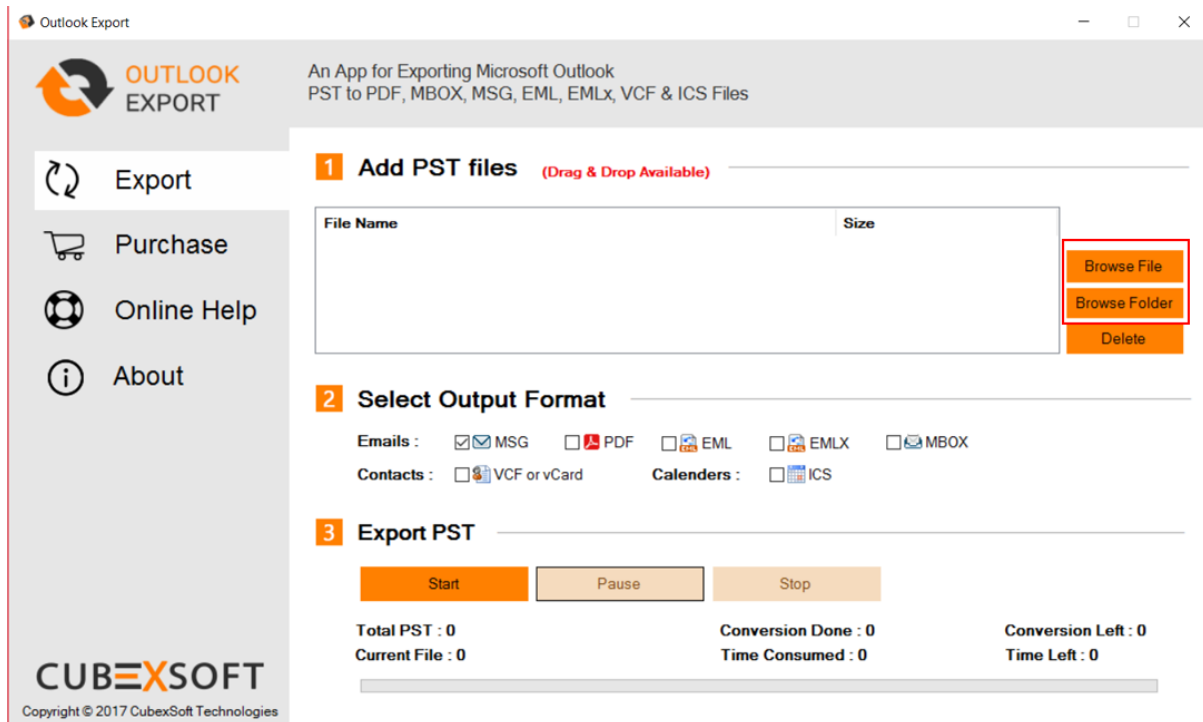 Outlook Export
OUTLOOK
EXPORT
An App for Exporting Microsoft Outlook
PST to PDF, MBOX, MSG, EML, EMLx, VCF & ICS Files
Export
Purchase
Online Help
About
1 Add PST files (Drag & Drop Available)
File Name Size
Browse File
Browse Folder
Delete
2 Select Output Format
Emails : MSG PDF EML EMLX MBOX
Contacts : VCF or vCard Calenders : ICS
3 Export PST
Start Pause Stop
Total PST : 0 Conversion Done : 0 Conversion Left : 0
Current File : 0 Time Consumed : 0 Time Left : 0
CUBEXSOFT
Copyright © 2017 CubexSoft Technologies